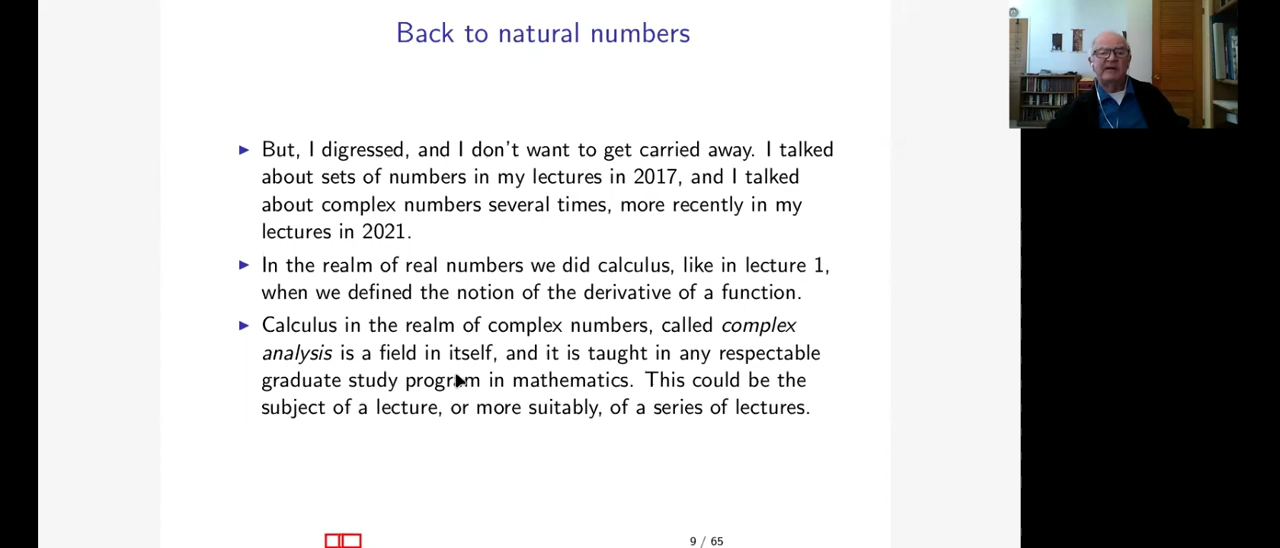 Back to natural numbers
But, I digressed, and I don't want to get carried away. I talked
about sets of numbers in my lectures in 2017, and I talked
about complex numbers several times, more recently in my
lectures in 2021.
In the realm of real numbers we did calculus, like in lecture 1,
when we defined the notion of the derivative of a function.
Calculus in the realm of complex numbers, called complex
analysis is a field in itself, and it is taught in any respectable
graduate study program in mathematics. This could be the
subject of a lecture, or more suitably, of a series of lectures.
9 / 65